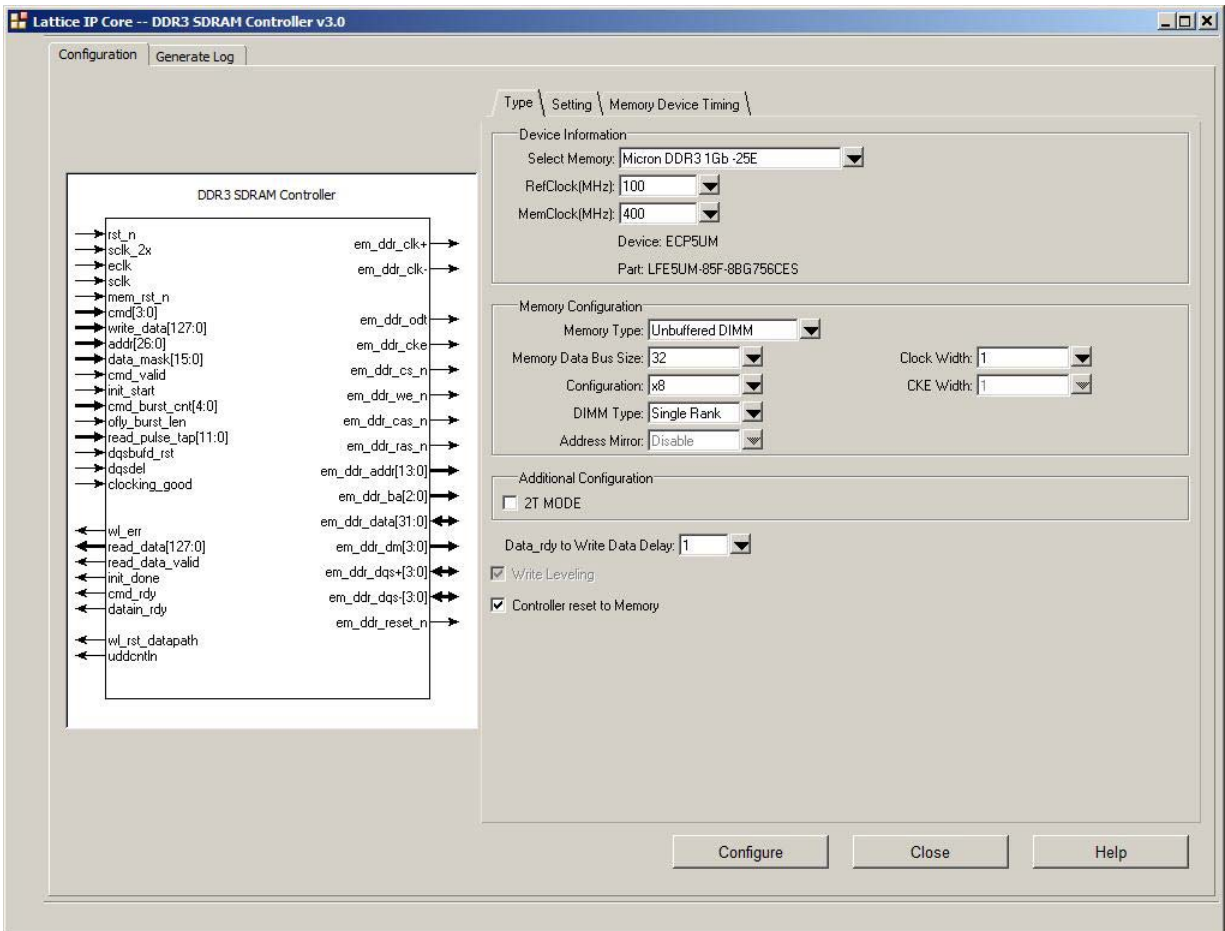 Lattice IP Core -- DDR3 SDRAM Controller v3.0
Configuration Generate Log
Type Setting Memory Device Timing
Device Information
Select Memory: Micron DDR3 1Gb -25E
RefClock(MHz): 100
MemClock(MHz): 400
Device: ECP5UM
Part: LFE5UM-85F-8BG756CES
Memory Configuration
Memory Type: Unbuffered DIMM
Memory Data Bus Size: 32 Clock Width: 1
Configuration: x8 CKE Width: 1
DIMM Type: Single Rank
Address Mirror: Disable
Additional Configuration
2T MODE
Data_rdy to Write Data Delay: 1
Write Leveling
Controller reset to Memory
DDR3 SDRAM Controller
rst_n
sclk_2x
eclk
sclk
mem_rst_n
cmd[3:0]
write_data[127:0]
addr[26:0]
data_mask[15:0]
cmd_valid
init_start
cmd_burst_cnt[4:0]
ofly_burst_len
read_pulse_tap[11:0]
dqsbufd_rst
dqsdel
clocking_good
wl_err
read_data[127:0]
read_data_valid
init_done
cmd_rdy
datain_rdy
wl_rst_datapath
uddcntln
em_ddr_clk+
em_ddr_clk-
em_ddr_odt
em_ddr_cke
em_ddr_cs_n
em_ddr_we_n
em_ddr_cas_n
em_ddr_ras_n
em_ddr_addr[13:0]
em_ddr_ba[2:0]
em_ddr_data[31:0]
em_ddr_dm[3:0]
em_ddr_dqs+[3:0]
em_ddr_dqs-[3:0]
em_ddr_reset_n
Configure Close Help